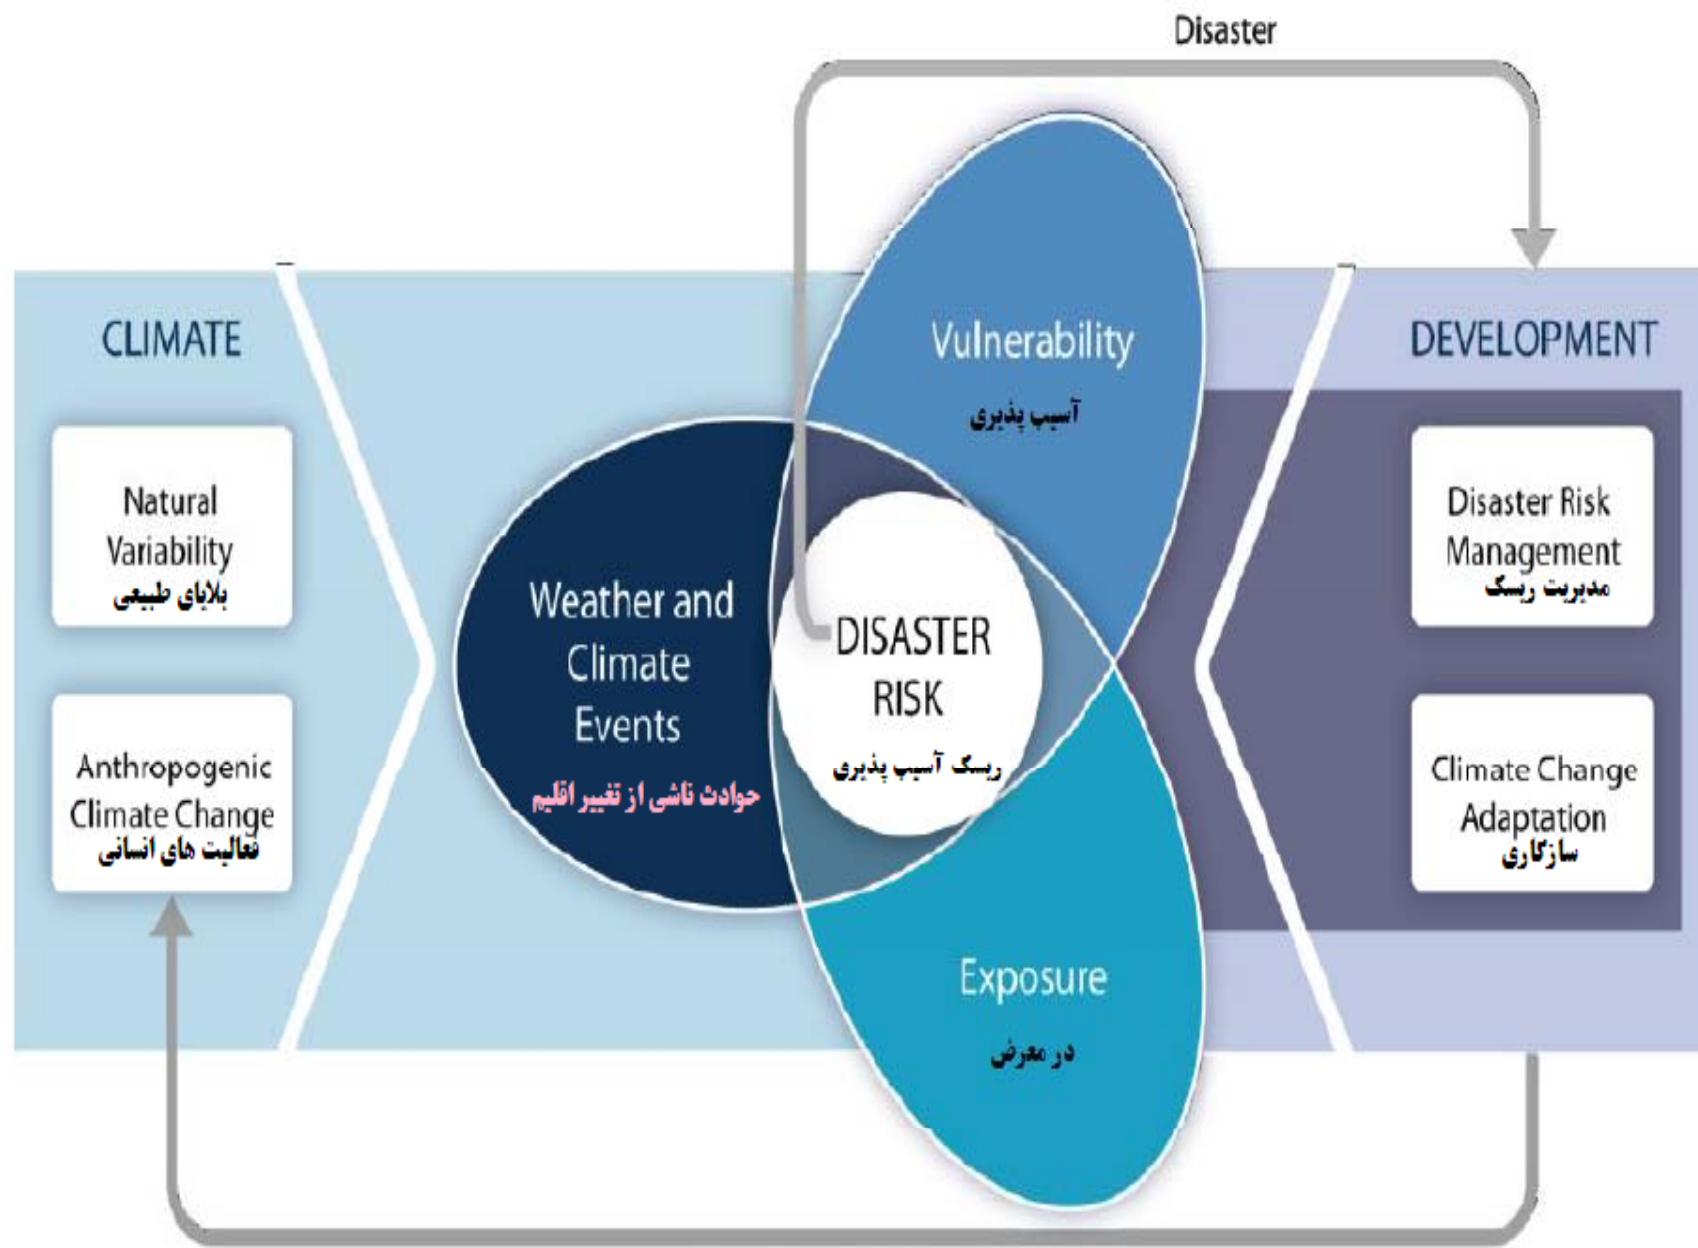 Disaster
CLIMATE
Natural
Variability
بلایای طبیعی
Anthropogenic
Climate Change
فعالیت های انسانی
Weather and
Climate
Events
حوادث ناشی از تغییر اقلیم
Vulnerability
آسیب پذیری
DISASTER
RISK
ریسک آسیب پذیری
Exposure
در معرض
DEVELOPMENT
Disaster Risk
Management
مدیریت ریسک
Climate Change
Adaptation
سازگاری